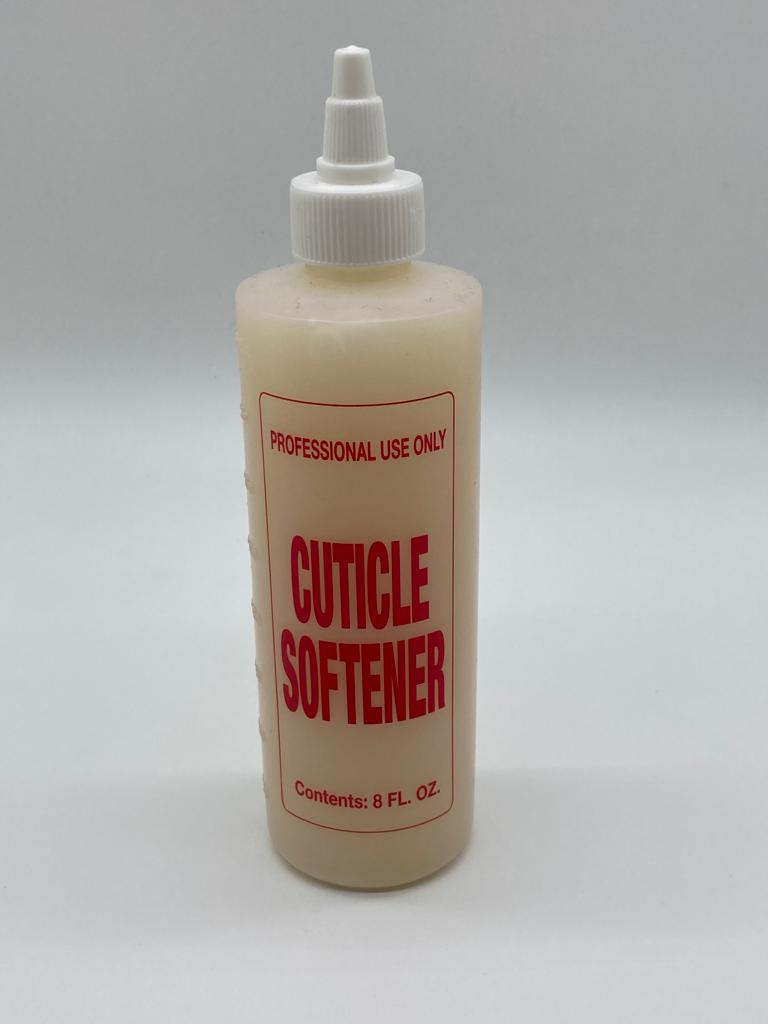 PROFESSIONAL USE ONLY
CUTICLE
SOFTENER
Contents: 8 FL. OZ.